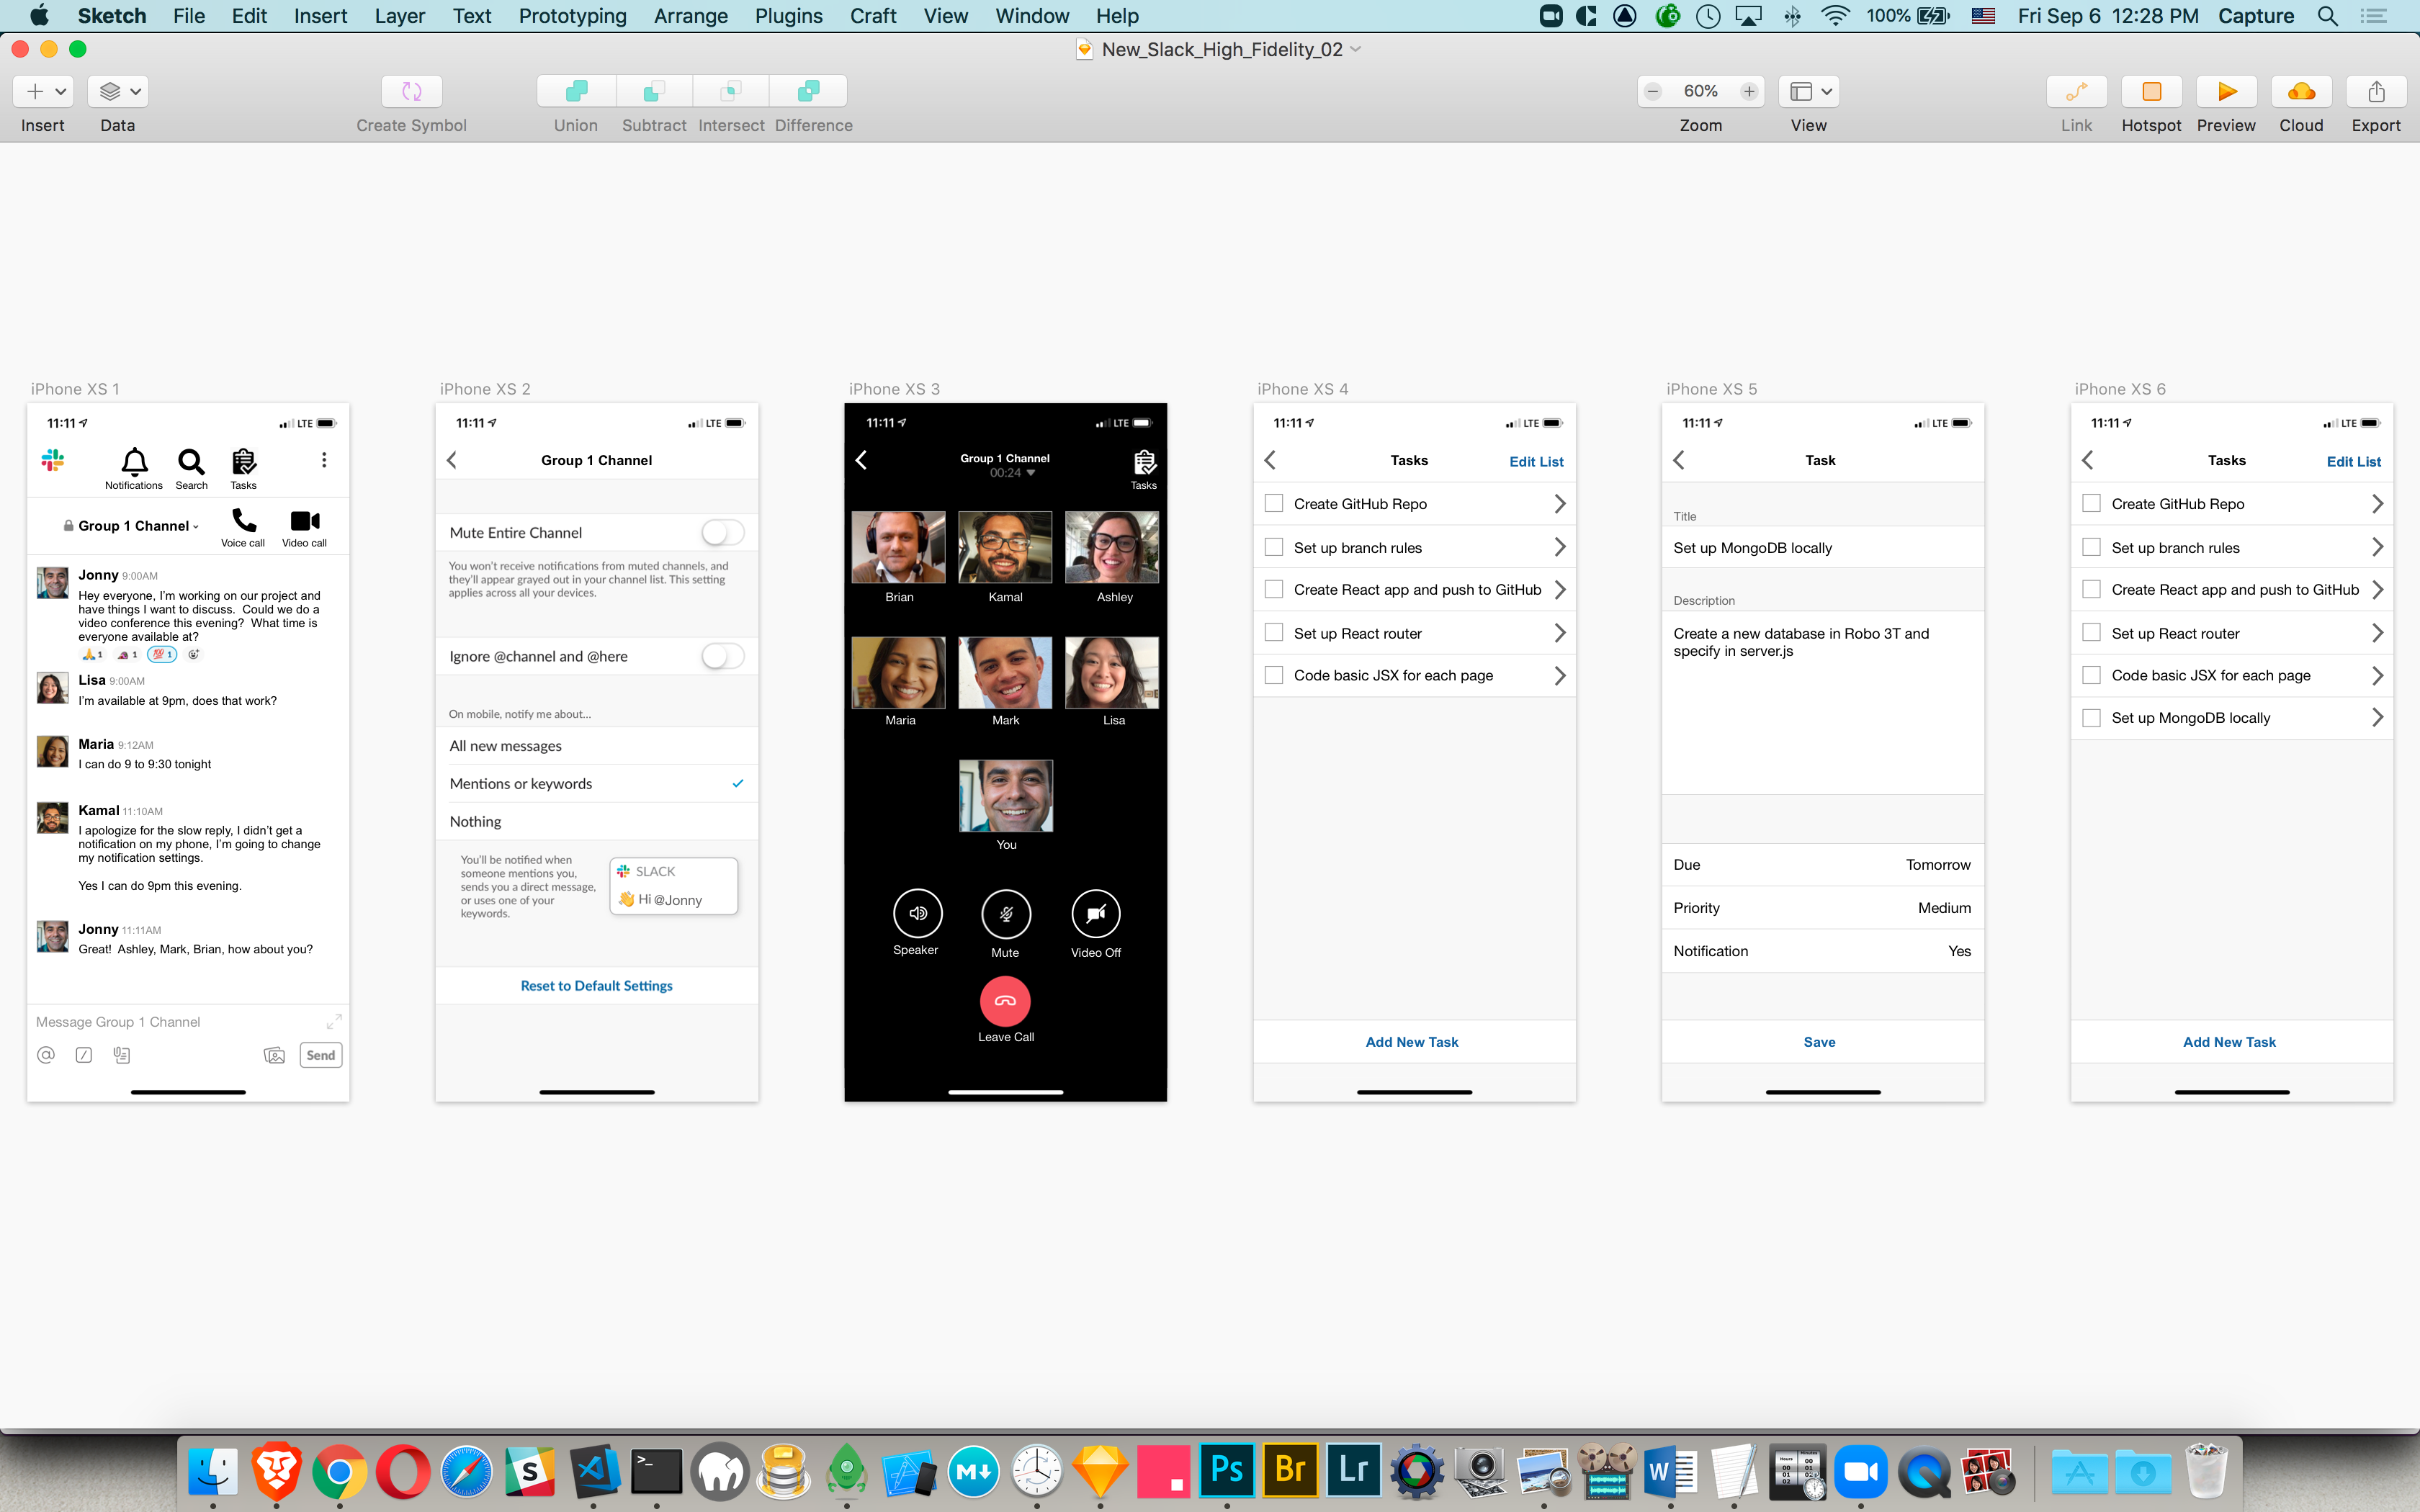 Sketch File Edit Insert Layer Text Prototyping Arrange Plugins Craft View Window Help 100% Fri Sep 6 12:28 PM Capture
New_Slack_High_Fidelity_02
60%
Insert Data Create Symbol Union Subtract Intersect Difference Zoom View Link Hotspot Preview Cloud Export
iPhone XS 1
11:11 LTE
Notifications Search Tasks
Group 1 Channel
Voice call Video call
Jonny 9:00AM
Hey everyone, I'm working on our project and
have things I want to discuss. Could we do a
video conference this evening? What time is
everyone available at?
1 1 1
Lisa 9:00AM
I'm available at 9pm, does that work?
Maria 9:12AM
I can do 9 to 9:30 tonight
Kamal 11:10AM
I apologize for the slow reply, I didn't get a
notification on my phone, I'm going to change
my notification settings.
Yes I can do 9pm this evening.
Jonny 11:11AM
Great! Ashley, Mark, Brian, how about you?
Message Group 1 Channel
Send
iPhone XS 2
11:11 LTE
Group 1 Channel
Mute Entire Channel
You won't receive notifications from muted channels, and
they'll appear grayed out in your channel list. This setting
applies across all your devices.
Ignore @channel and @here
On mobile, notify me about...
All new messages
Mentions or keywords
Nothing
You'll be notified when
someone mentions you,
sends you a direct message,
or uses one of your
keywords.
SLACK
Hi @Jonny
Reset to Default Settings
iPhone XS 3
11:11 LTE
Group 1 Channel
00:24
Tasks
Brian Kamal Ashley
Maria Mark Lisa
You
Speaker Mute Video Off
Leave Call
iPhone XS 4
11:11 LTE
Tasks Edit List
Create GitHub Repo
Set up branch rules
Create React app and push to GitHub
Set up React router
Code basic JSX for each page
Add New Task
iPhone XS 5
11:11 LTE
Task
Title
Set up MongoDB locally
Description
Create a new database in Robo 3T and
specify in server.js
Due Tomorrow
Priority Medium
Notification Yes
Save
iPhone XS 6
11:11 LTE
Tasks Edit List
Create GitHub Repo
Set up branch rules
Create React app and push to GitHub
Set up React router
Code basic JSX for each page
Set up MongoDB locally
Add New Task
S >_ M Ps Br Lr W